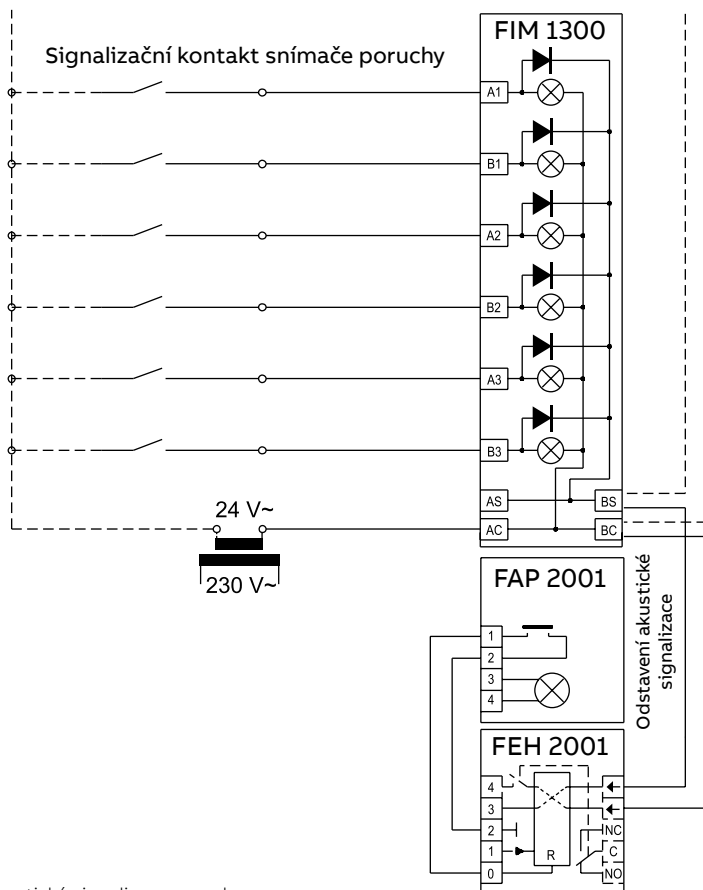 FIM 1300
Signalizační kontakt snímače poruchy
A1
B1
A2
B2
A3
B3
AS
BS
24 V~
AC
BC
230 V~
FAP 2001
1
2
3
4
Odstavení akustické
signalizace
FEH 2001
4
3
2
NC
1
R
C
0
NO